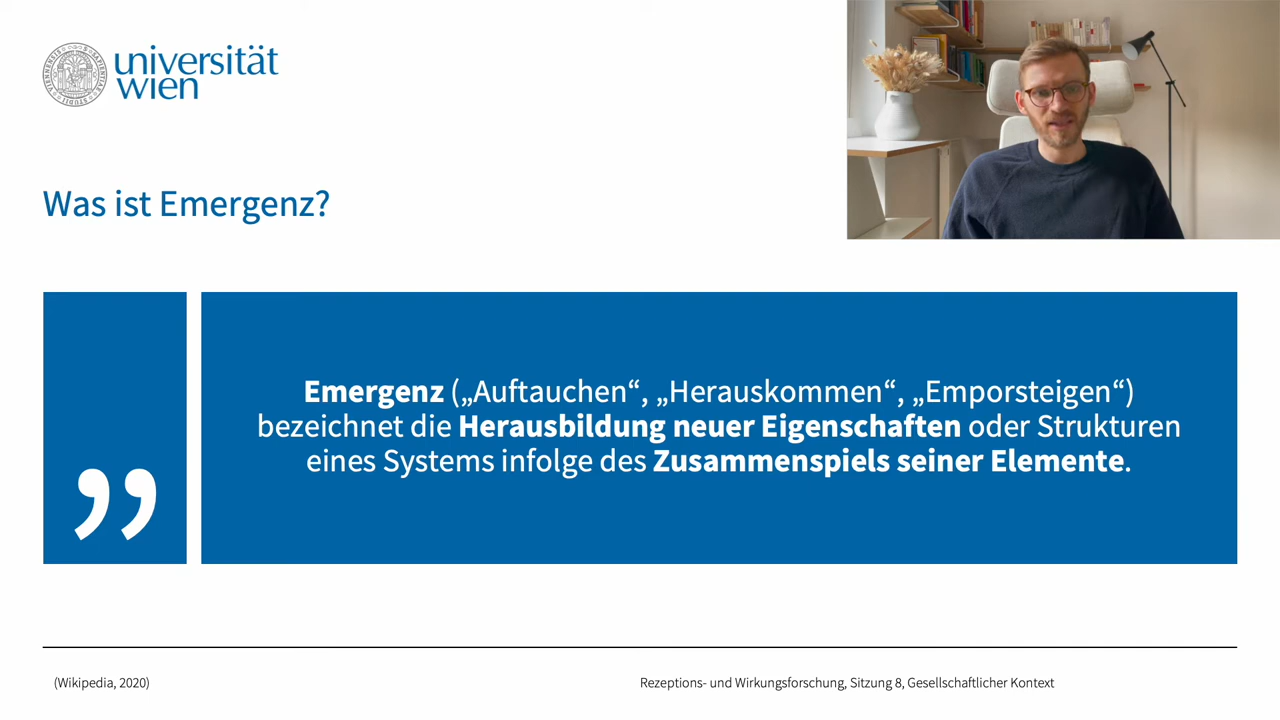 universität
wien
Was ist Emergenz?
Emergenz („Auftauchen“, „Herauskommen“, „Emporsteigen“)
bezeichnet die Herausbildung neuer Eigenschaften oder Strukturen
eines Systems infolge des Zusammenspiels seiner Elemente.
(Wikipedia, 2020)
Rezeptions- und Wirkungsforschung, Sitzung 8, Gesellschaftlicher Kontext